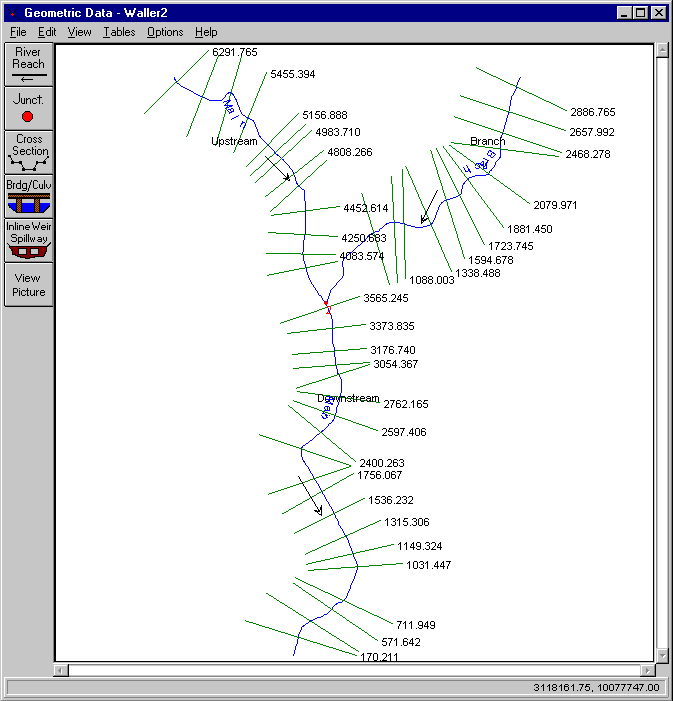 Geometric Data - Waller2
File Edit View Tables Options Help
River
Reach
Junct.
Cross
Section
Brdg/Culv
Inline Weir
Spillway
View
Picture
6291.765
5455.394
Main
Upstream
5156.888
4983.710
4808.266
4452.614
4250.683
4083.574
2886.765
2657.992
Branch
2468.278
2079.971
1881.450
1723.745
1594.678
1338.488
1088.003
3565.245
3373.835
3176.740
3054.367
Downstream
2762.165
2597.406
2400.263
1756.067
1536.232
1315.306
1149.324
1031.447
711.949
571.642
170.211
3118161.75, 10077747.00